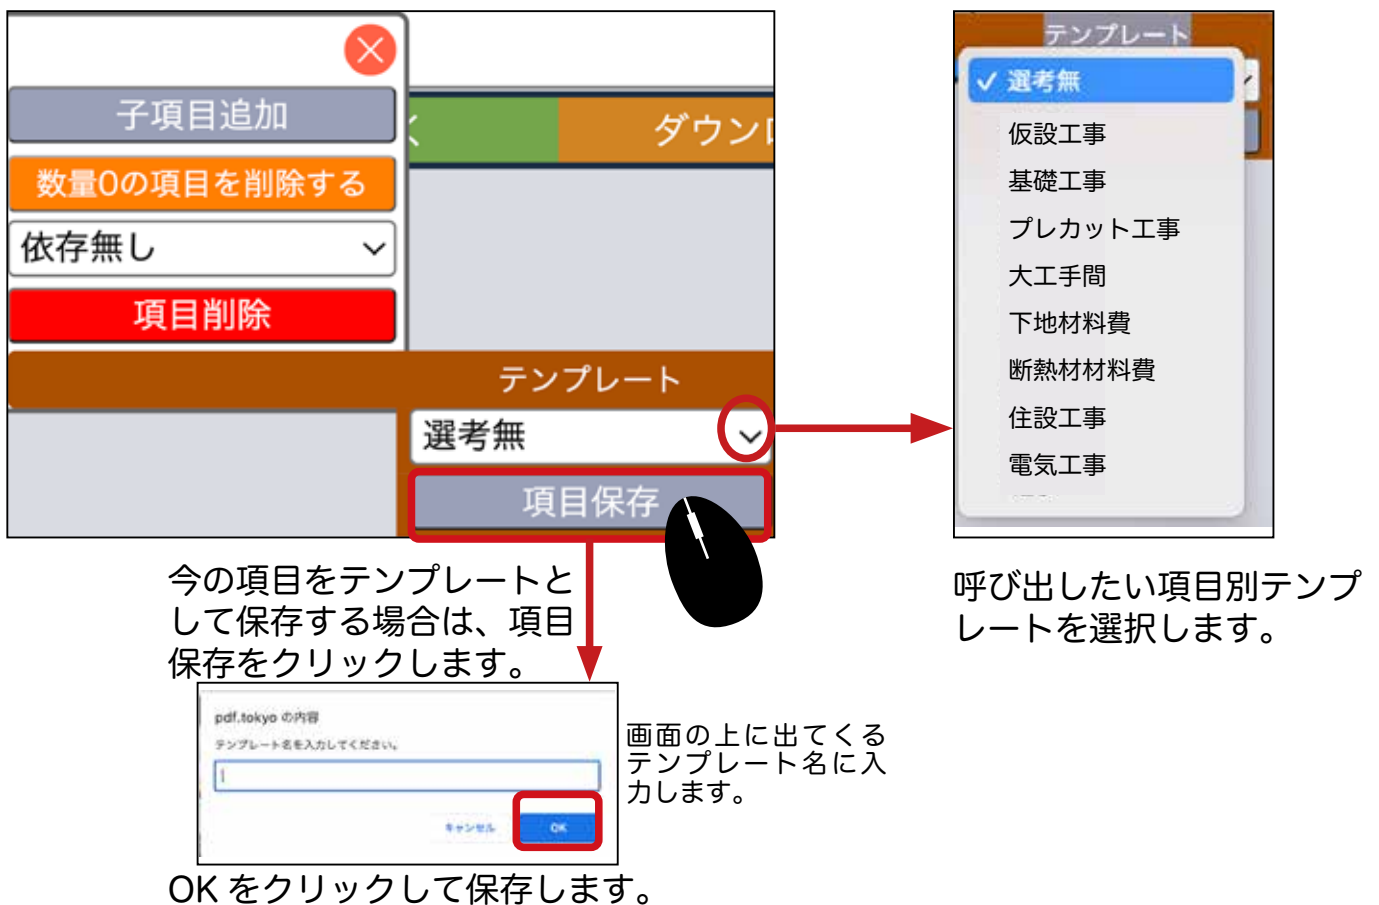 子項目追加
数量0の項目を削除する
依存無し
項目削除
ダウンロ
テンプレート
選考無
項目保存
テンプレート
✓ 選考無
仮設工事
基礎工事
プレカット工事
大工手間
下地材料費
断熱材材料費
住設工事
電気工事
今の項目をテンプレートと
して保存する場合は、項目
保存をクリックします。
呼び出したい項目別テンプ
レートを選択します。
pdf.tokyo の内容
テンプレート名を入力してください。
キャンセル
OK
画面の上に出てくる
テンプレート名に入
力します。
OK をクリックして保存します。